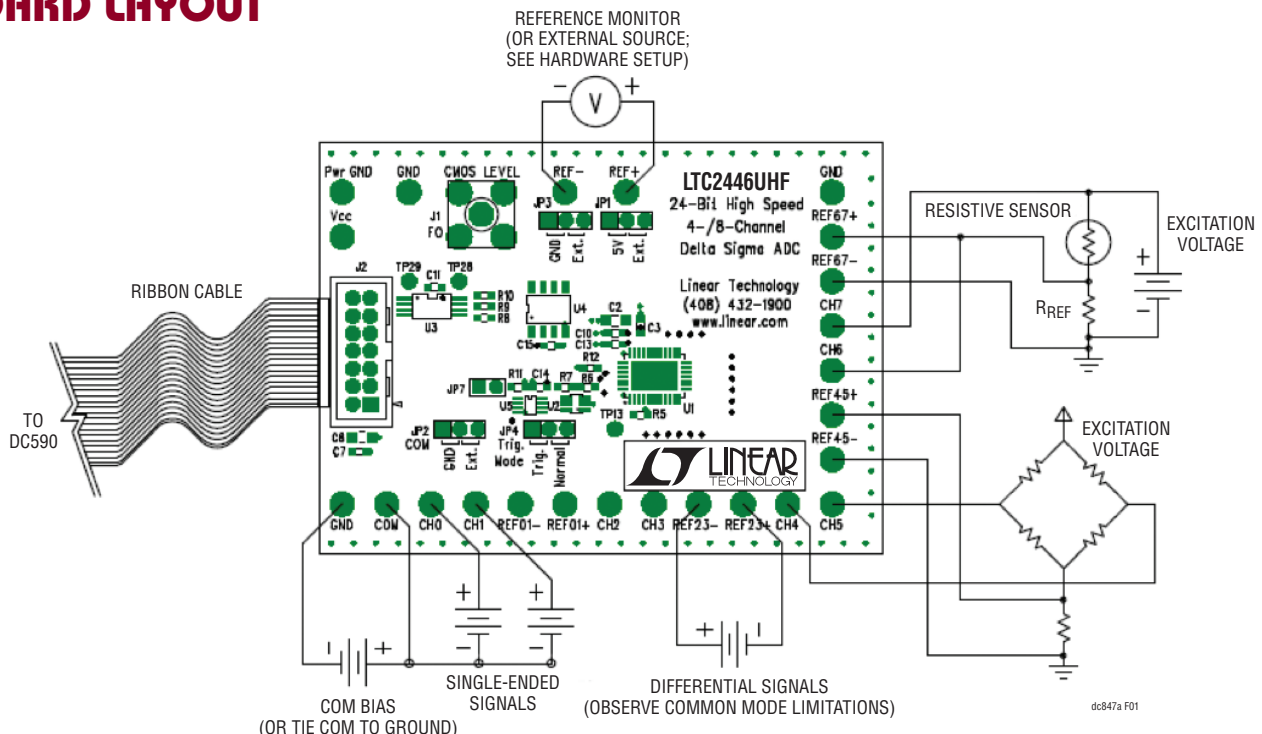 BOARD LAYOUT
REFERENCE MONITOR
(OR EXTERNAL SOURCE;
SEE HARDWARE SETUP)
− V +
Pwr GND
GND
CMOS LEVEL
REF-
REF+
LTC2446UHF
24-Bit High Speed
4-/8-Channel
Delta Sigma ADC
Linear Technology
(408) 432-1900
www.linear.com
GND
REF67+
REF67-
CH7
CH6
REF45+
REF45-
CH5
Vcc
J1
FO
JP3
GND
Ext.
JP1
5V
Ext.
J2
TP29
C11
TP28
U3
R10
R9
R8
U4
C15
C2
C3
C10
C13
R12
R11
C14
R7
R6
U1
JP7
U5
U2
TP13
R5
C8
C7
JP2
COM
GND
Ext.
JP4
Trig.
Mode
Trig.
Normal
LT LINEAR
TECHNOLOGY
GND
COM
CH0
CH1
REF01-
REF01+
CH2
CH3
REF23-
REF23+
CH4
RIBBON CABLE
TO
DC590
RESISTIVE SENSOR
EXCITATION
VOLTAGE
+
−
RREF
EXCITATION
VOLTAGE
− +
COM BIAS
(OR TIE COM TO GROUND)
+ +
− −
SINGLE-ENDED
SIGNALS
+ −
DIFFERENTIAL SIGNALS
(OBSERVE COMMON MODE LIMITATIONS)
dc847a F01